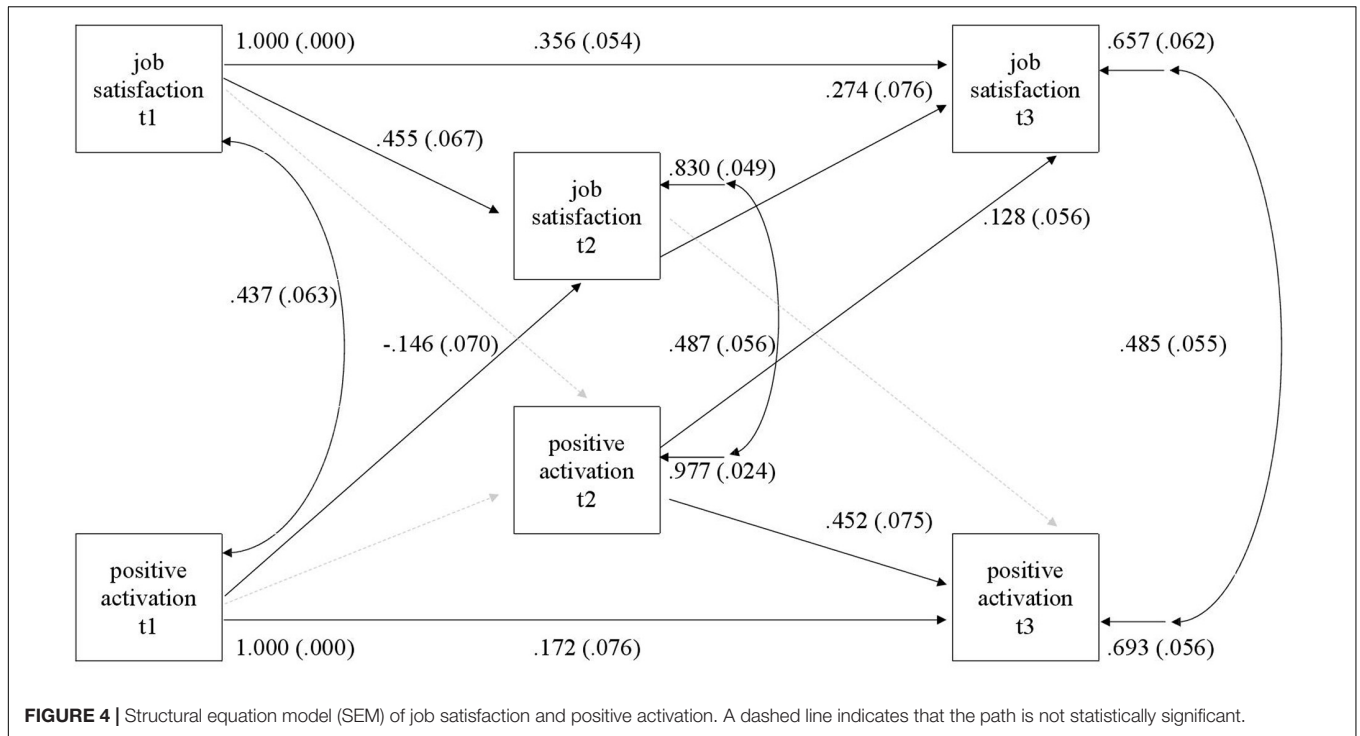 job
satisfaction
t1
1.000 (.000)
.356 (.054)
job
satisfaction
t3
.657 (.062)
.274 (.076)
.455 (.067)
job
satisfaction
t2
.830 (.049)
.128 (.056)
.437 (.063)
-.146 (.070)
.487 (.056)
.485 (.055)
positive
activation
t2
.977 (.024)
.452 (.075)
positive
activation
t1
positive
activation
t3
1.000 (.000)
.172 (.076)
.693 (.056)
FIGURE 4 | Structural equation model (SEM) of job satisfaction and positive activation. A dashed line indicates that the path is not statistically significant.